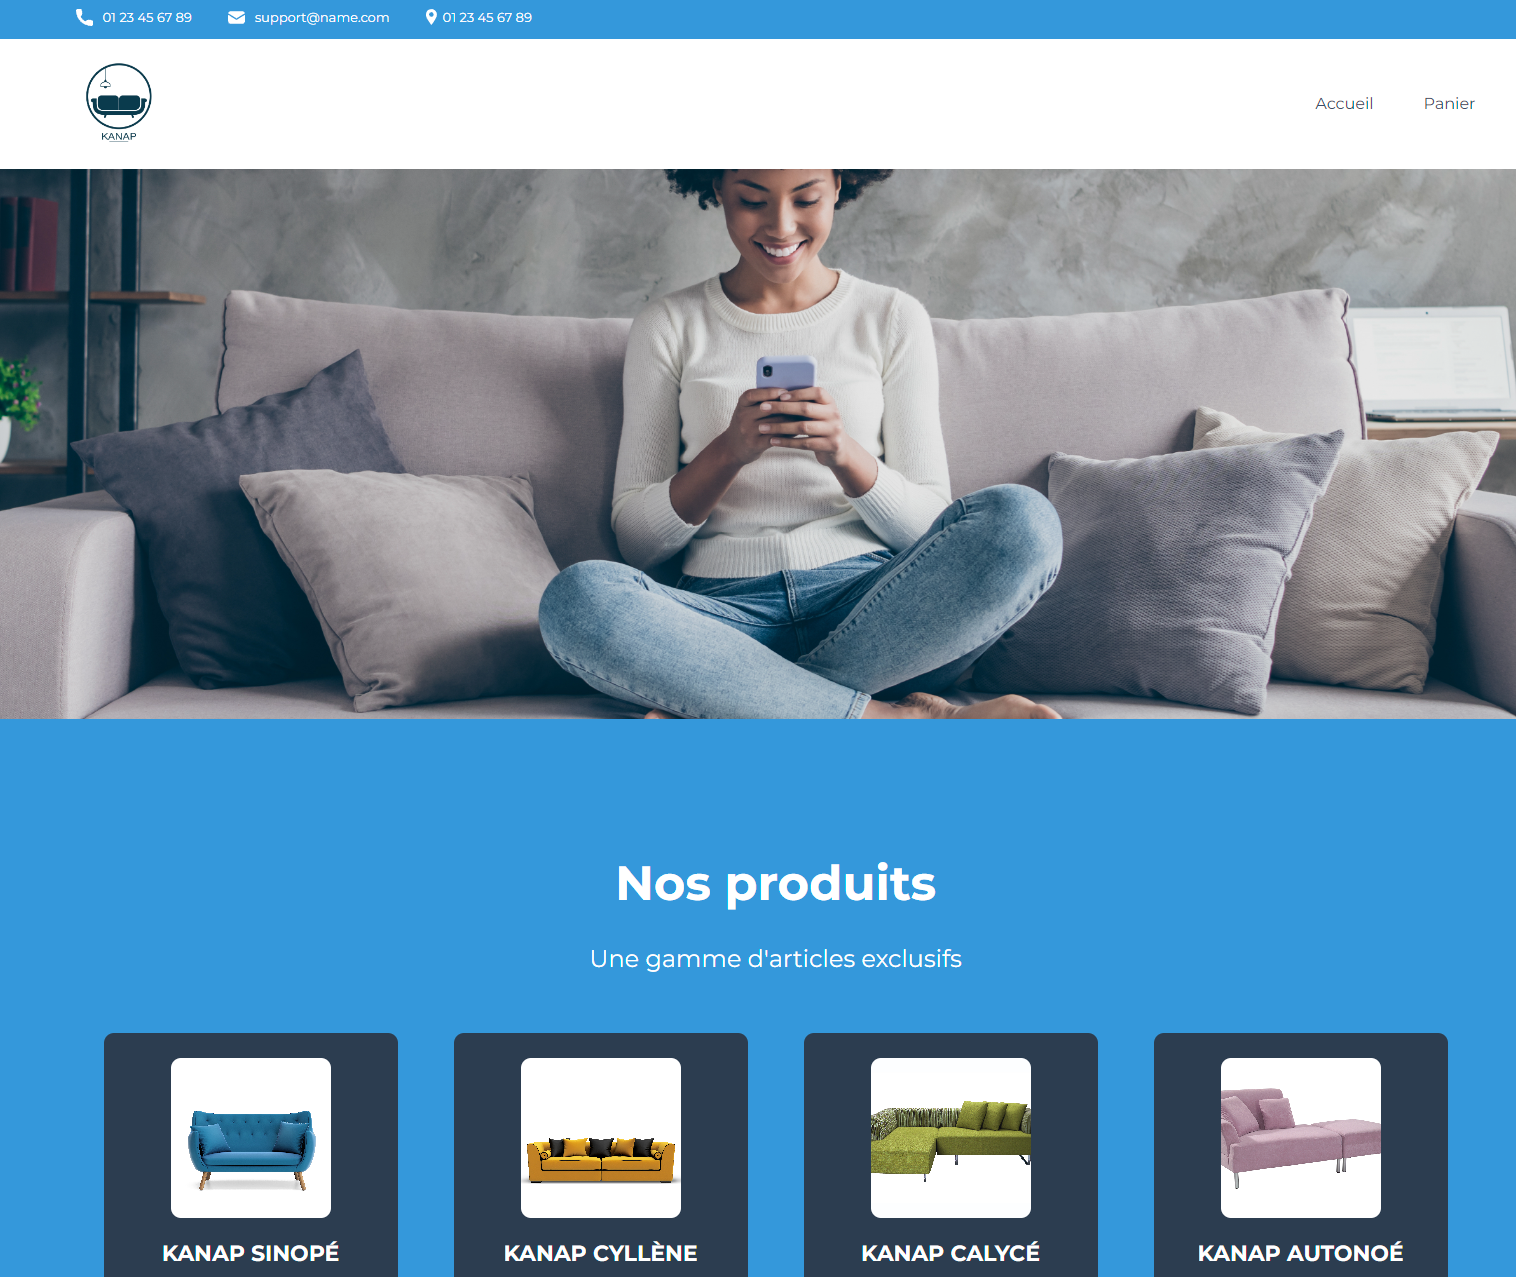 01 23 45 67 89 support@name.com 01 23 45 67 89
KANAP
Accueil Panier
Nos produits
Une gamme d'articles exclusifs
KANAP SINOPÉ KANAP CYLLÈNE KANAP CALYCÉ KANAP AUTONOÉ